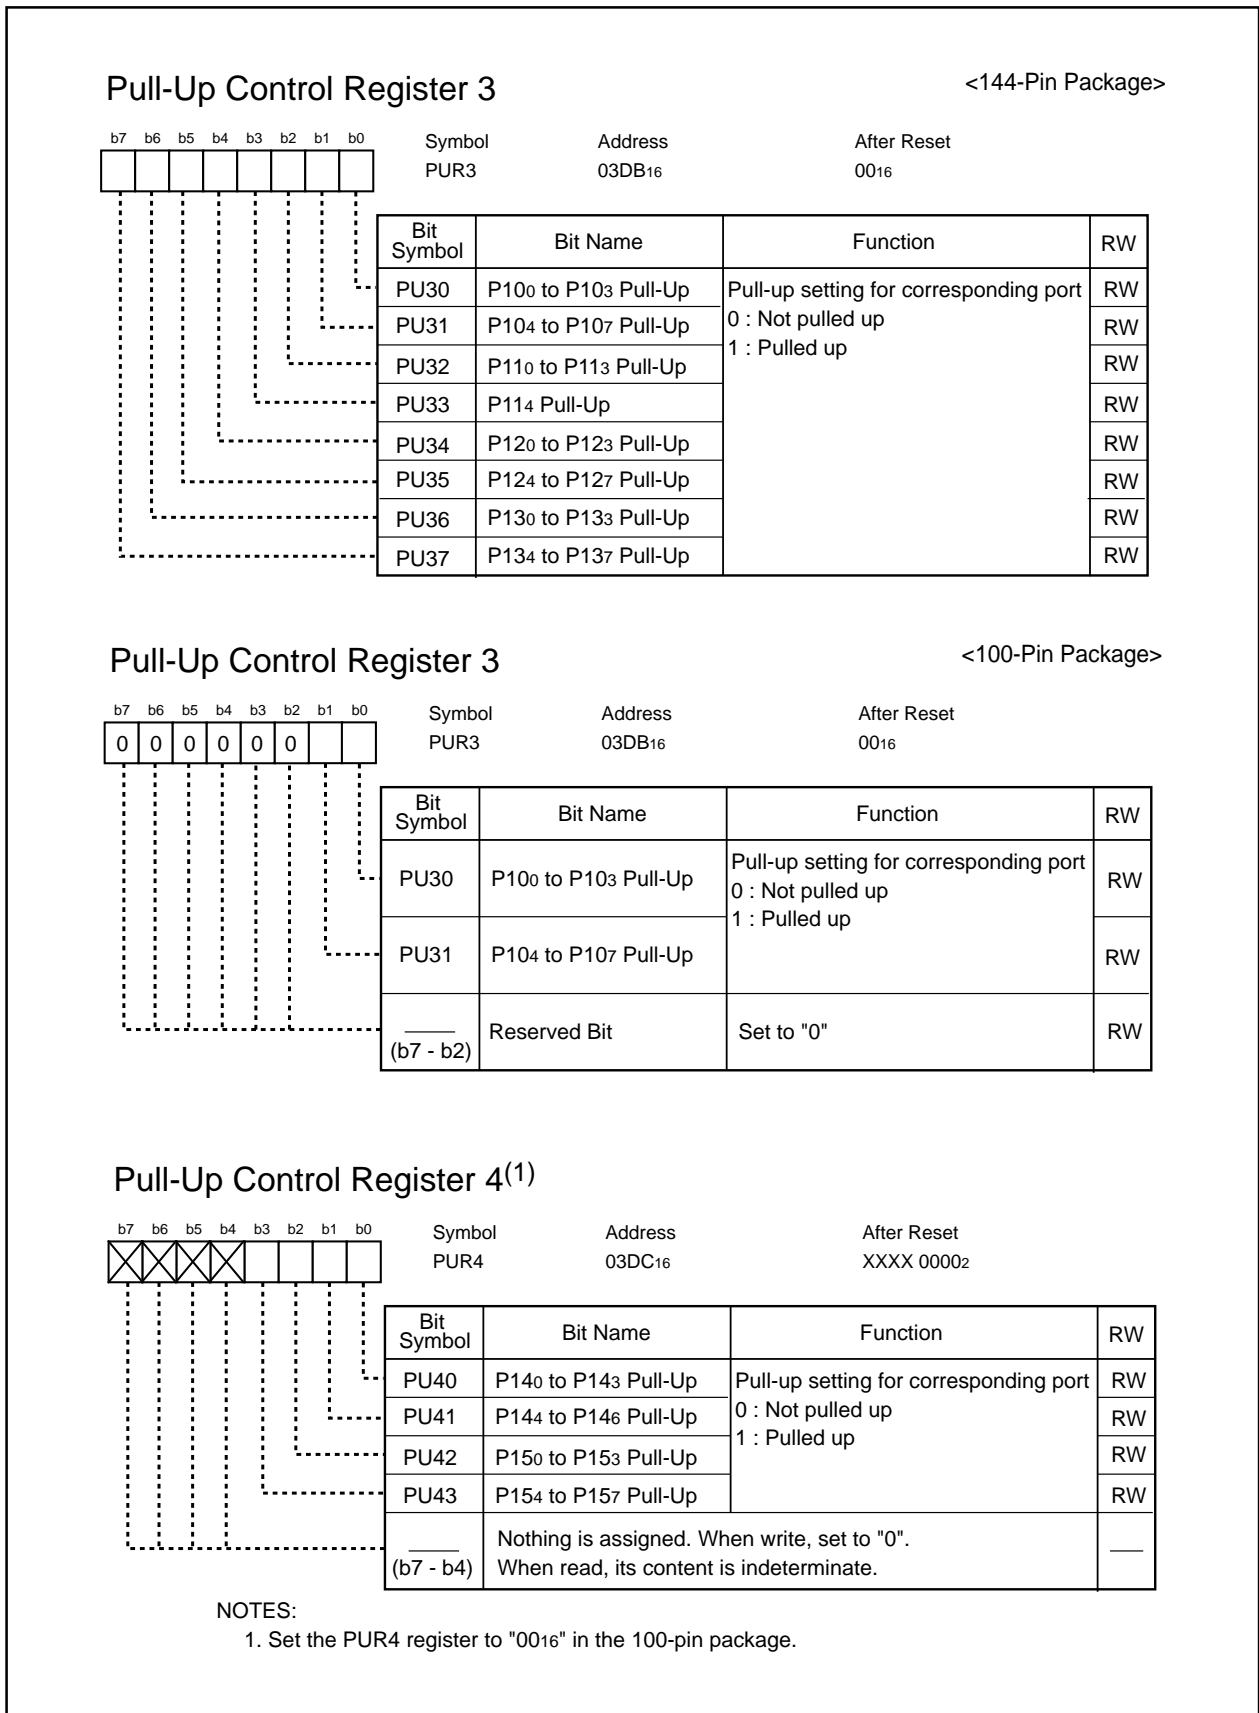 Pull-Up Control Register 3 <144-Pin Package>
b7 b6 b5 b4 b3 b2 b1 b0
Symbol Address After Reset
PUR3 03DB16 0016
Bit Symbol Bit Name Function RW
PU30 P100 to P103 Pull-Up Pull-up setting for corresponding port RW
0 : Not pulled up
PU31 P104 to P107 Pull-Up RW
1 : Pulled up
PU32 P110 to P113 Pull-Up RW
PU33 P114 Pull-Up RW
PU34 P120 to P123 Pull-Up RW
PU35 P124 to P127 Pull-Up RW
PU36 P130 to P133 Pull-Up RW
PU37 P134 to P137 Pull-Up RW
Pull-Up Control Register 3 <100-Pin Package>
b7 b6 b5 b4 b3 b2 b1 b0
Symbol Address After Reset
0 0 0 0 0 0
PUR3 03DB16 0016
Bit Symbol Bit Name Function RW
Pull-up setting for corresponding port
PU30 P100 to P103 Pull-Up 0 : Not pulled up RW
1 : Pulled up
PU31 P104 to P107 Pull-Up RW
(b7 - b2) Reserved Bit Set to "0" RW
Pull-Up Control Register 4(1)
b7 b6 b5 b4 b3 b2 b1 b0
Symbol Address After Reset
PUR4 03DC16 XXXX 00002
Bit Symbol Bit Name Function RW
PU40 P140 to P143 Pull-Up Pull-up setting for corresponding port RW
PU41 P144 to P146 Pull-Up 0 : Not pulled up RW
1 : Pulled up
PU42 P150 to P153 Pull-Up RW
PU43 P154 to P157 Pull-Up RW
Nothing is assigned. When write, set to "0".
(b7 - b4) When read, its content is indeterminate.
NOTES:
1. Set the PUR4 register to "0016" in the 100-pin package.